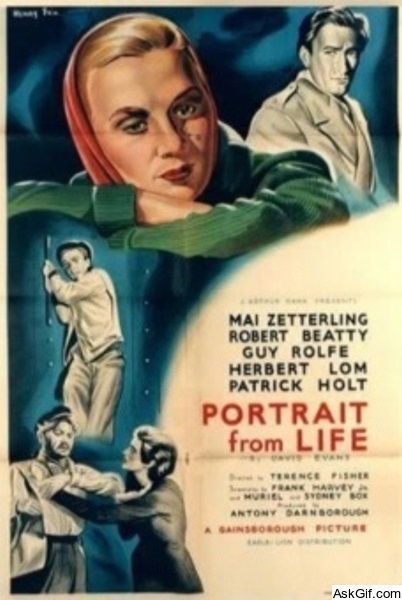 J. ARTHUR RANK PRESENTS
MAI ZETTERLING
ROBERT BEATTY
GUY ROLFE
HERBERT LOM
PATRICK HOLT
PORTRAIT
from LIFE
By DAVID EVANS
Directed by TERENCE FISHER
Screenplay by FRANK HARVEY Jr.
and MURIEL and SYDNEY BOX
Produced by
ANTONY DARNBOROUGH
A GAINSBOROUGH PICTURE
EAGLE-LION DISTRIBUTION
AskGif.com